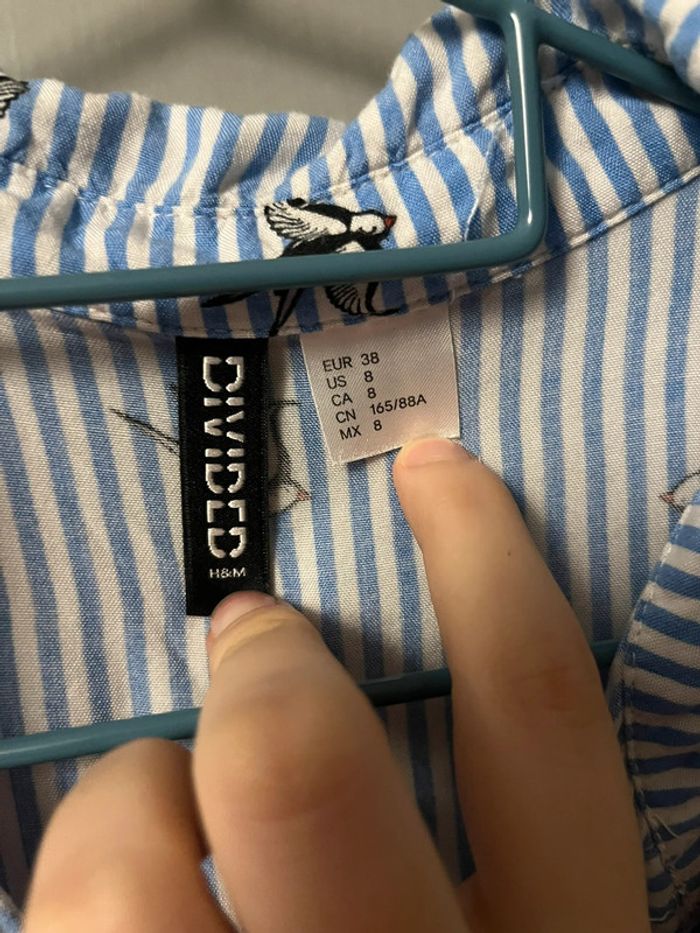 DIVIDED
H&M
EUR 38
US 8
CA 8
CN 165/88A
MX 8